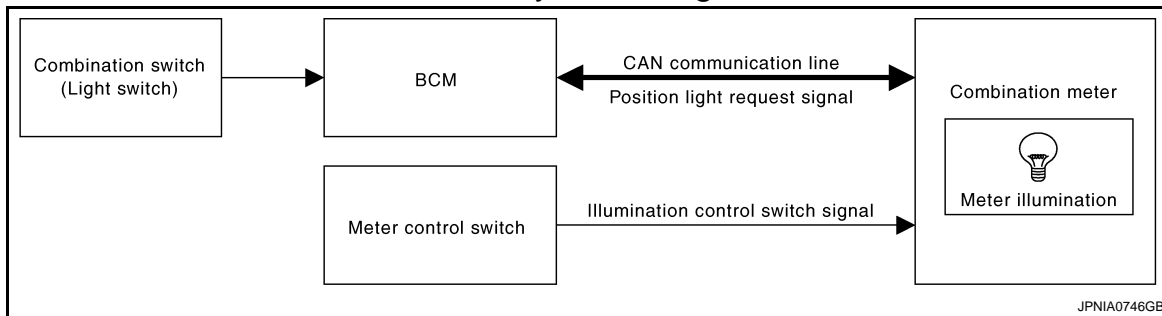 Combination switch
(Light switch)
BCM
CAN communication line
Position light request signal
Combination meter
Meter illumination
Meter control switch
Illumination control switch signal
JPNIA0746GB